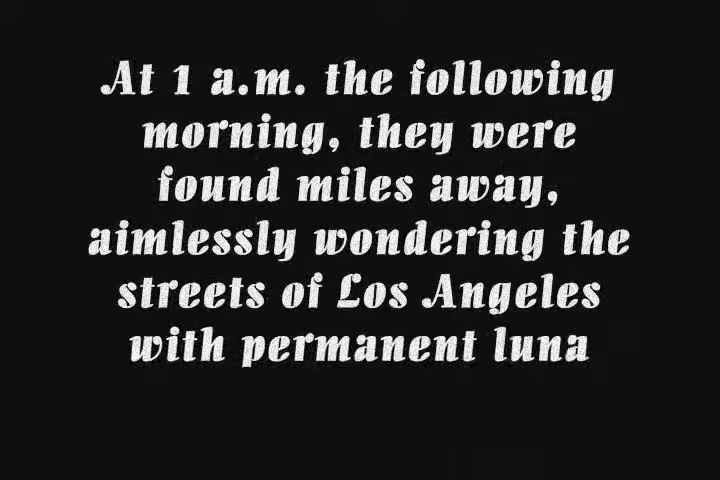 At 1 a.m. the following
morning, they were
found miles away,
aimlessly wondering the
streets of Los Angeles
with permanent luna